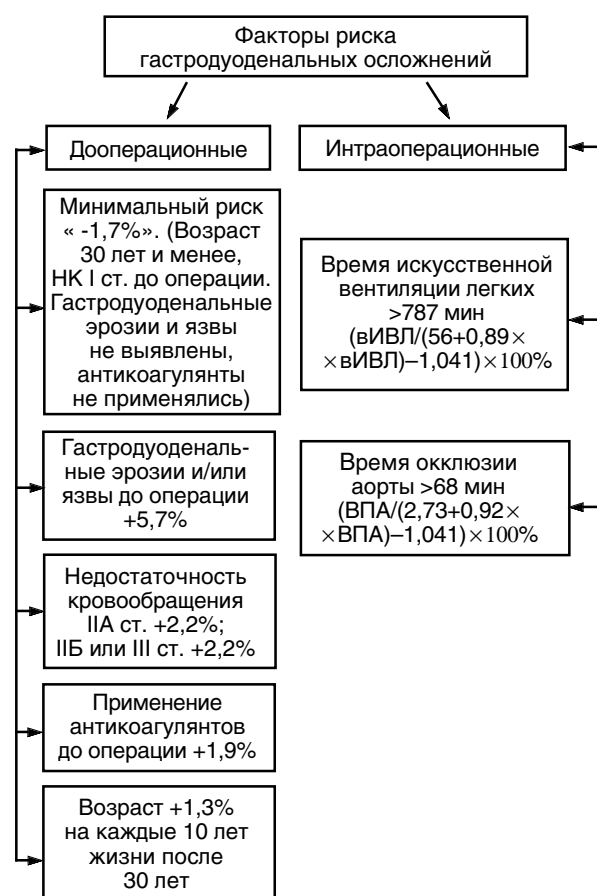 Факторы риска
гастродуоденальных осложнений
Дооперационные
Интраоперационные
Минимальный риск
« -1,7%». (Возраст
30 лет и менее,
НК I ст. до операции.
Гастродуоденальные
эрозии и язвы
не выявлены,
антикоагулянты
не применялись)
Гастродуоденаль-
ные эрозии и/или
язвы до операции
+5,7%
Недостаточность
кровообращения
IIА ст. +2,2%;
IIБ или III ст. +2,2%
Применение
антикоагулянтов
до операции +1,9%
Возраст +1,3%
на каждые 10 лет
жизни после
30 лет
Время искусственной
вентиляции легких
>787 мин
(вИВЛ/(56+0,89×
×вИВЛ)–1,041)×100%
Время окклюзии
аорты >68 мин
(ВПА/(2,73+0,92×
×ВПА)–1,041)×100%